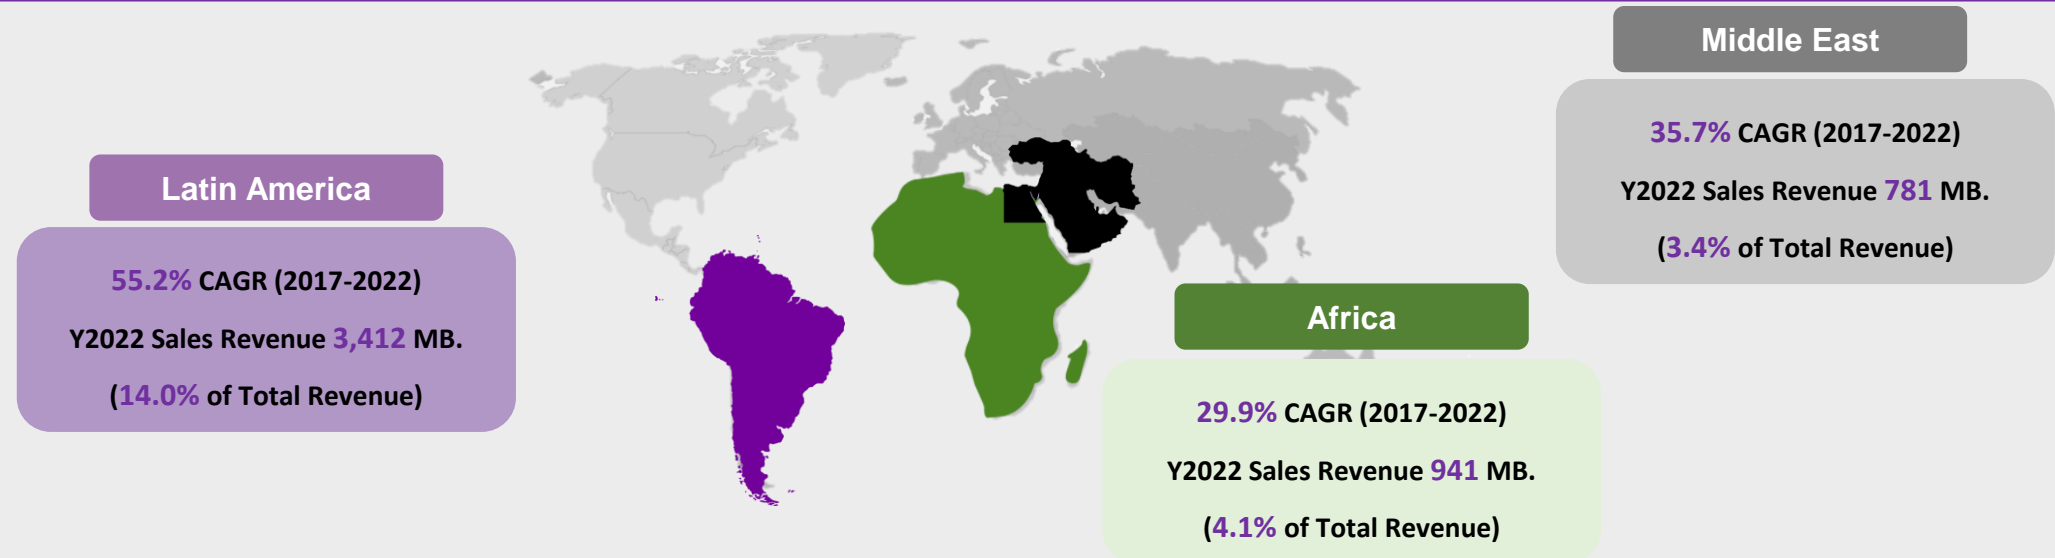 Latin America
55.2% CAGR (2017-2022)
Y2022 Sales Revenue 3,412 MB.
(14.0% of Total Revenue)
Middle East
35.7% CAGR (2017-2022)
Y2022 Sales Revenue 781 MB.
(3.4% of Total Revenue)
Africa
29.9% CAGR (2017-2022)
Y2022 Sales Revenue 941 MB.
(4.1% of Total Revenue)